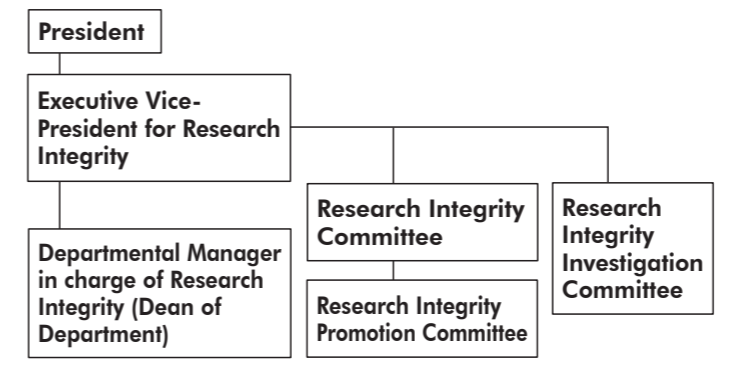 President
Executive Vice-
President for Research
Integrity
Departmental Manager
in charge of Research
Integrity (Dean of
Department)
Research Integrity
Committee
Research Integrity
Promotion Committee
Research
Integrity
Investigation
Committee